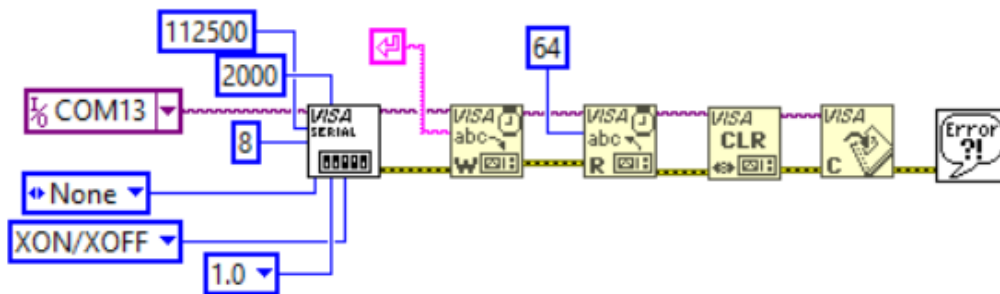 112500
2000
I/O COM13
8
None
XON/XOFF
1.0
VISA
SERIAL
VISA
abc
W
64
VISA
abc
R
VISA
CLR
VISA
C
Error
?!